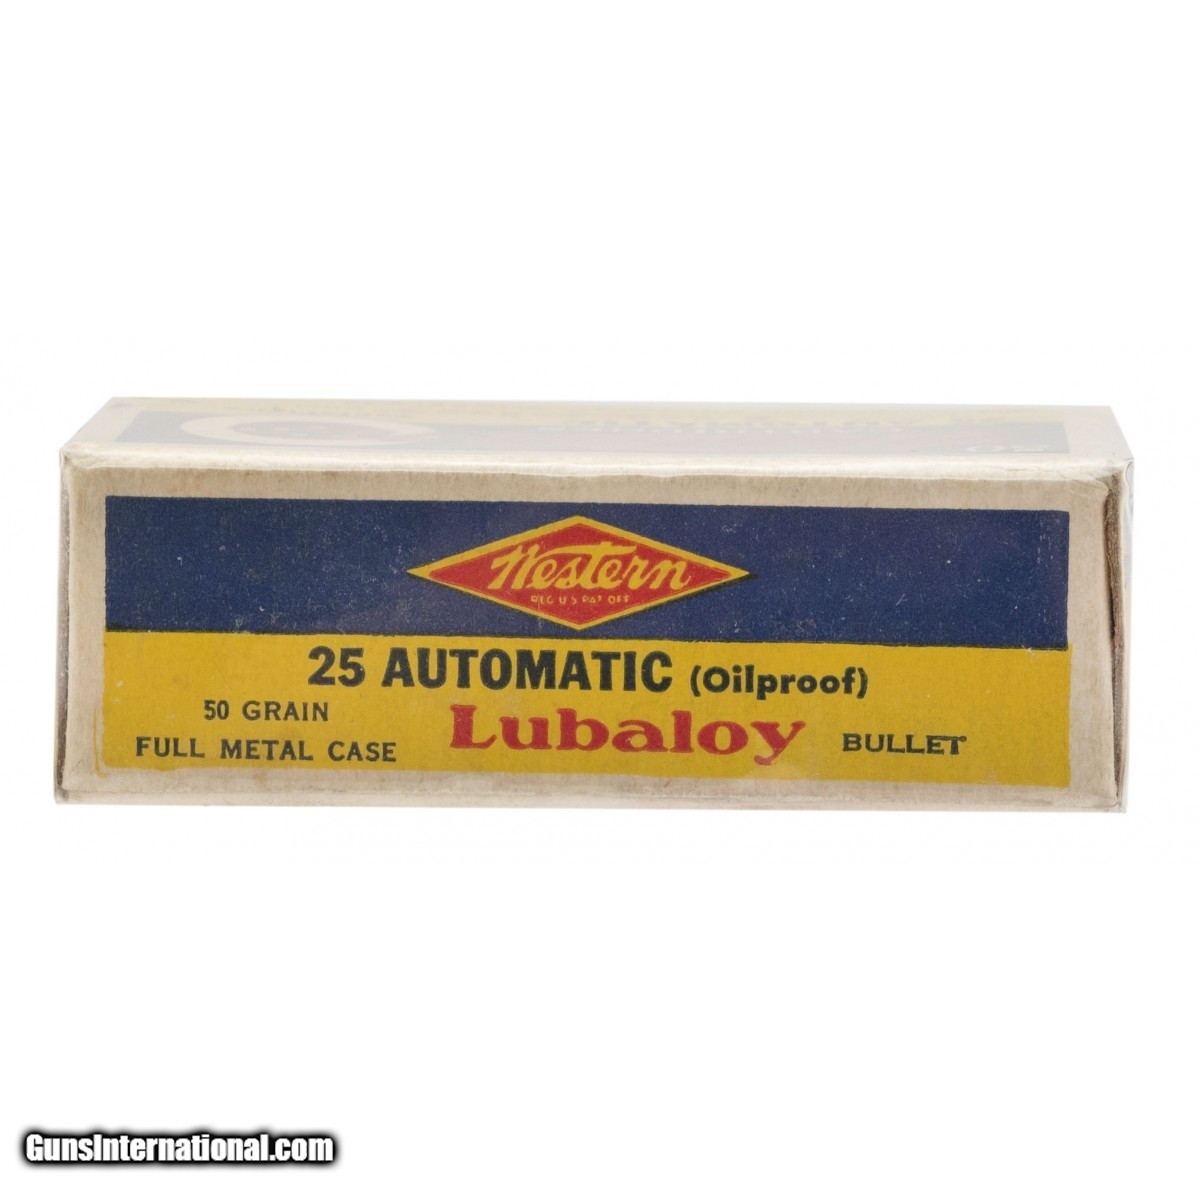 Western
REG U S PAT OFF
25 AUTOMATIC (Oilproof)
50 GRAIN
FULL METAL CASE
Lubaloy BULLET
GunsInternational.com